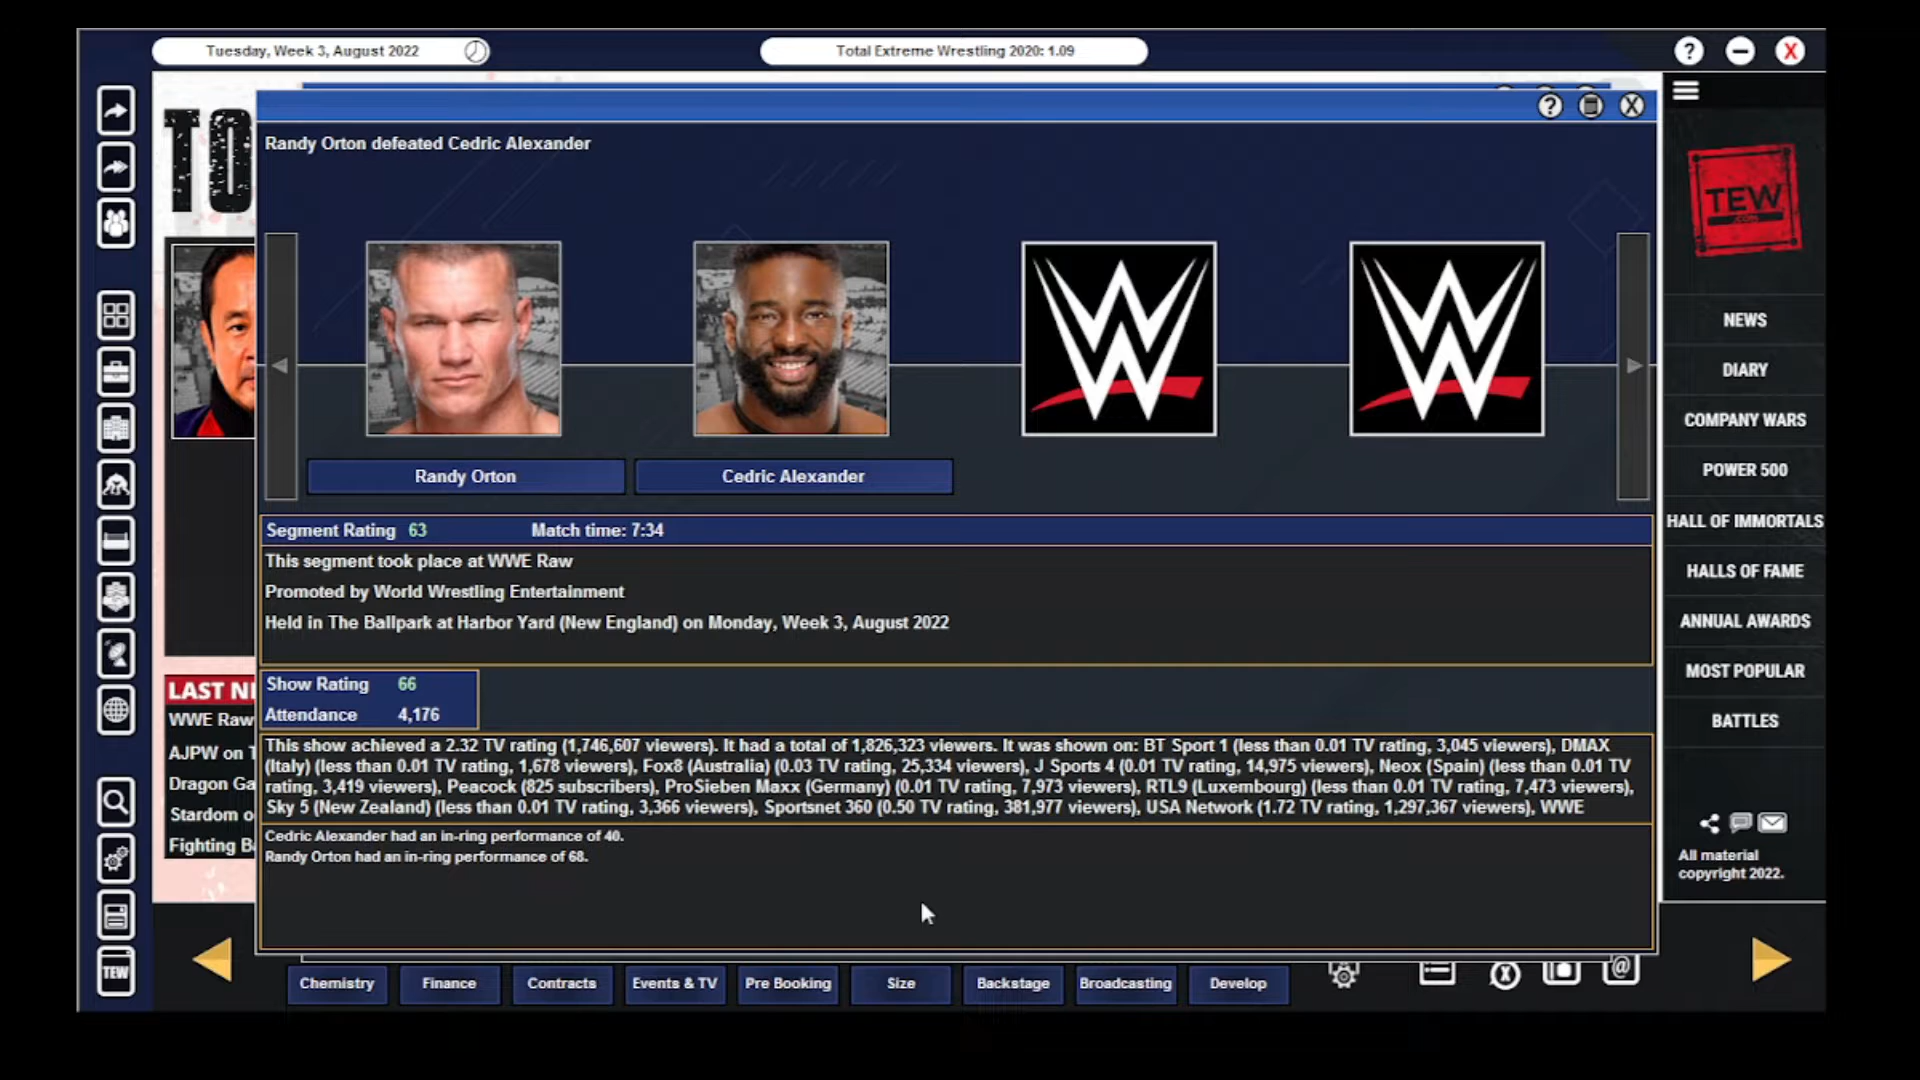 Tuesday, Week 3, August 2022
Total Extreme Wrestling 2020: 1.09
?
X
TO
? X
Randy Orton defeated Cedric Alexander
Randy Orton
Cedric Alexander
Segment Rating 63 Match time: 7:34
This segment took place at WWE Raw
Promoted by World Wrestling Entertainment
Held in The Ballpark at Harbor Yard (New England) on Monday, Week 3, August 2022
Show Rating 66
Attendance 4,176
This show achieved a 2.32 TV rating (1,746,607 viewers). It had a total of 1,826,323 viewers. It was shown on: BT Sport 1 (less than 0.01 TV rating, 3,045 viewers), DMAX
(Italy) (less than 0.01 TV rating, 1,678 viewers), Fox8 (Australia) (0.03 TV rating, 25,334 viewers), J Sports 4 (0.01 TV rating, 14,975 viewers), Neox (Spain) (less than 0.01 TV
rating, 3,419 viewers), Peacock (825 subscribers), ProSieben Maxx (Germany) (0.01 TV rating, 7,973 viewers), RTL9 (Luxembourg) (less than 0.01 TV rating, 7,473 viewers),
Sky 5 (New Zealand) (less than 0.01 TV rating, 3,366 viewers), Sportsnet 360 (0.50 TV rating, 381,977 viewers), USA Network (1.72 TV rating, 1,297,367 viewers), WWE
Cedric Alexander had an in-ring performance of 40.
Randy Orton had an in-ring performance of 68.
LAST NI
WWE Raw
AJPW on T
Dragon Ga
Stardom o
Fighting B
TEW
.COM
NEWS
DIARY
COMPANY WARS
POWER 500
HALL OF IMMORTALS
HALLS OF FAME
ANNUAL AWARDS
MOST POPULAR
BATTLES
All material
copyright 2022.
TEW
Chemistry
Finance
Contracts
Events & TV
Pre Booking
Size
Backstage
Broadcasting
Develop
X
@